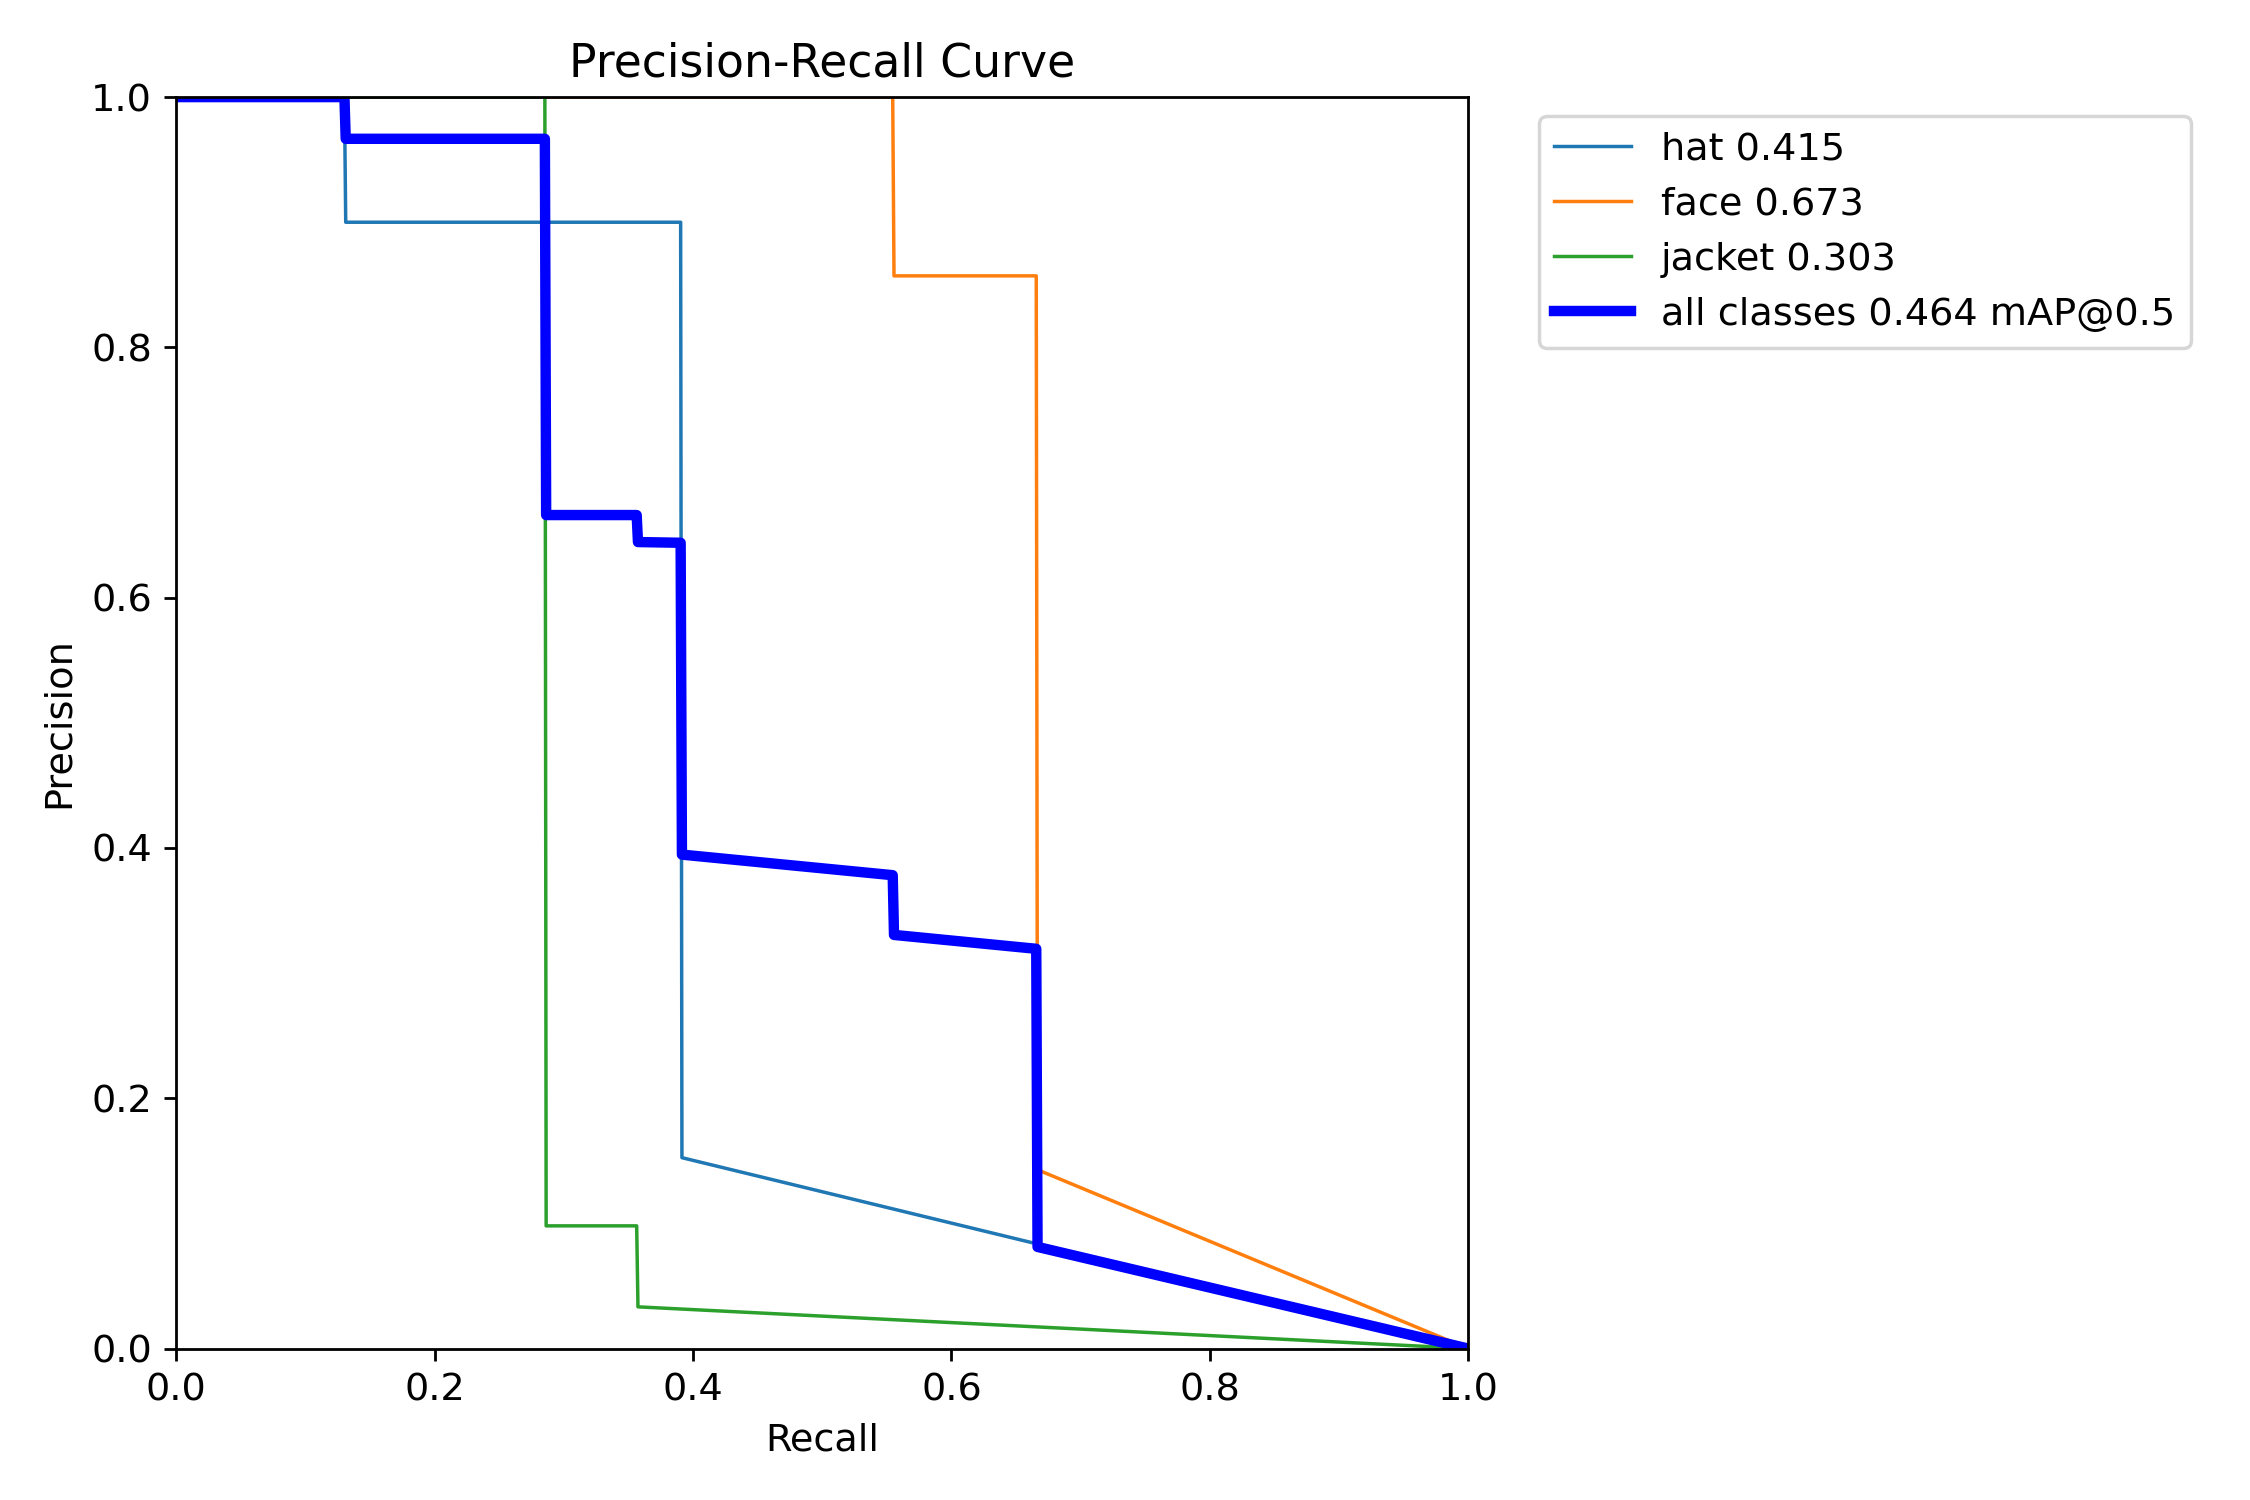 Precision-Recall Curve
1.0
0.8
0.6
0.4
0.2
0.0
Precision
0.0 0.2 0.4 0.6 0.8 1.0
Recall
hat 0.415
face 0.673
jacket 0.303
all classes 0.464 mAP@0.5